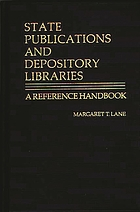 STATE
PUBLICATIONS
AND
DEPOSITORY
LIBRARIES
A REFERENCE HANDBOOK
MARGARET T. LANE